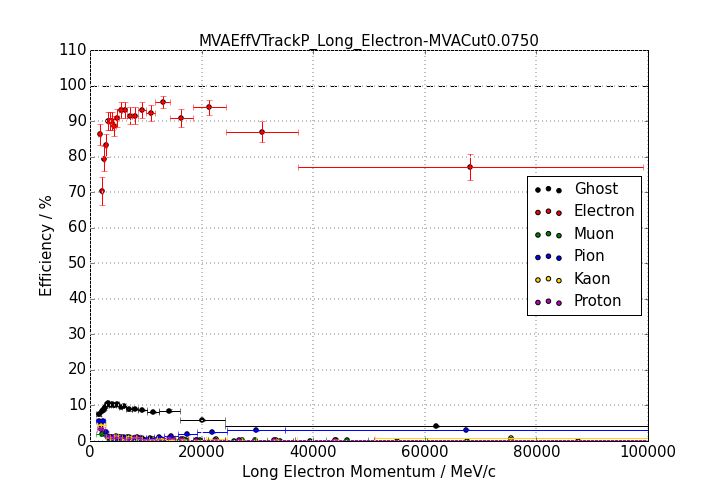 MVAEffVTrackP_Long_Electron-MVACut0.0750
110
100
90
80
70
60
50
40
30
20
10
0
Efficiency / %
Ghost
Electron
Muon
Pion
Kaon
Proton
0 20000 40000 60000 80000 100000
Long Electron Momentum / MeV/c